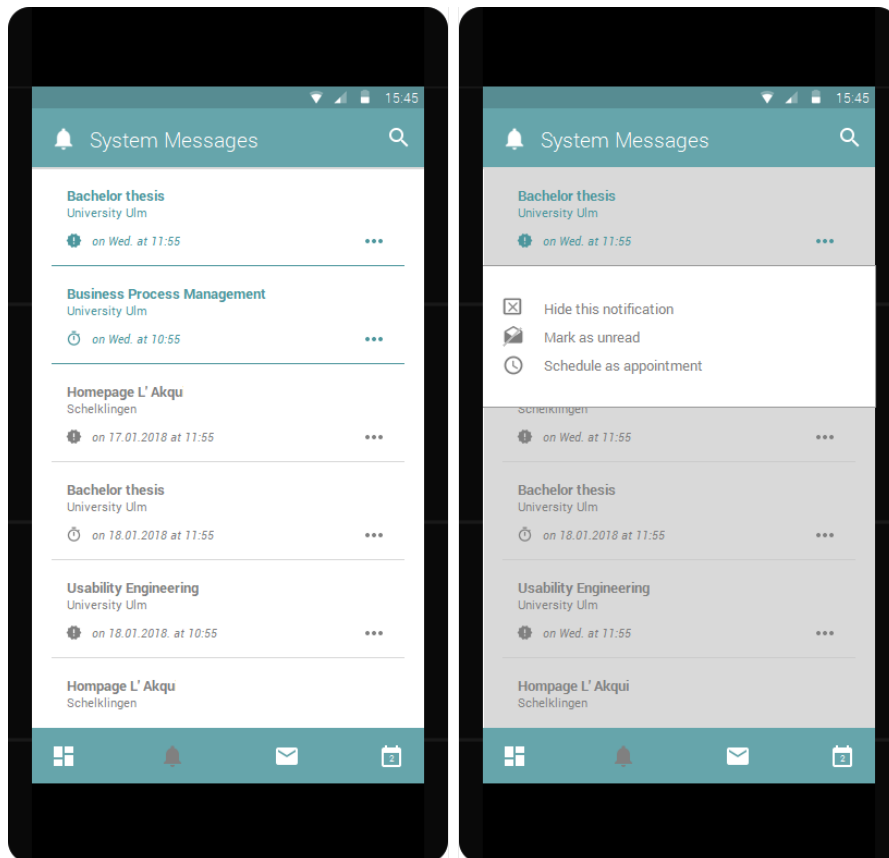 15:45
System Messages
Bachelor thesis
University Ulm
on Wed. at 11:55
Business Process Management
University Ulm
on Wed. at 10:55
Homepage L' Akqu
Schelklingen
on 17.01.2018 at 11:55
Bachelor thesis
University Ulm
on 18.01.2018 at 11:55
Usability Engineering
University Ulm
on 18.01.2018. at 10:55
Hompage L' Akqu
Schelklingen
2
15:45
System Messages
Bachelor thesis
University Ulm
on Wed. at 11:55
Hide this notification
Mark as unread
Schedule as appointment
Schelklingen
on Wed. at 11:55
Bachelor thesis
University Ulm
on 18.01.2018 at 11:55
Usability Engineering
University Ulm
on Wed. at 11:55
Hompage L' Akqui
Schelklingen
2